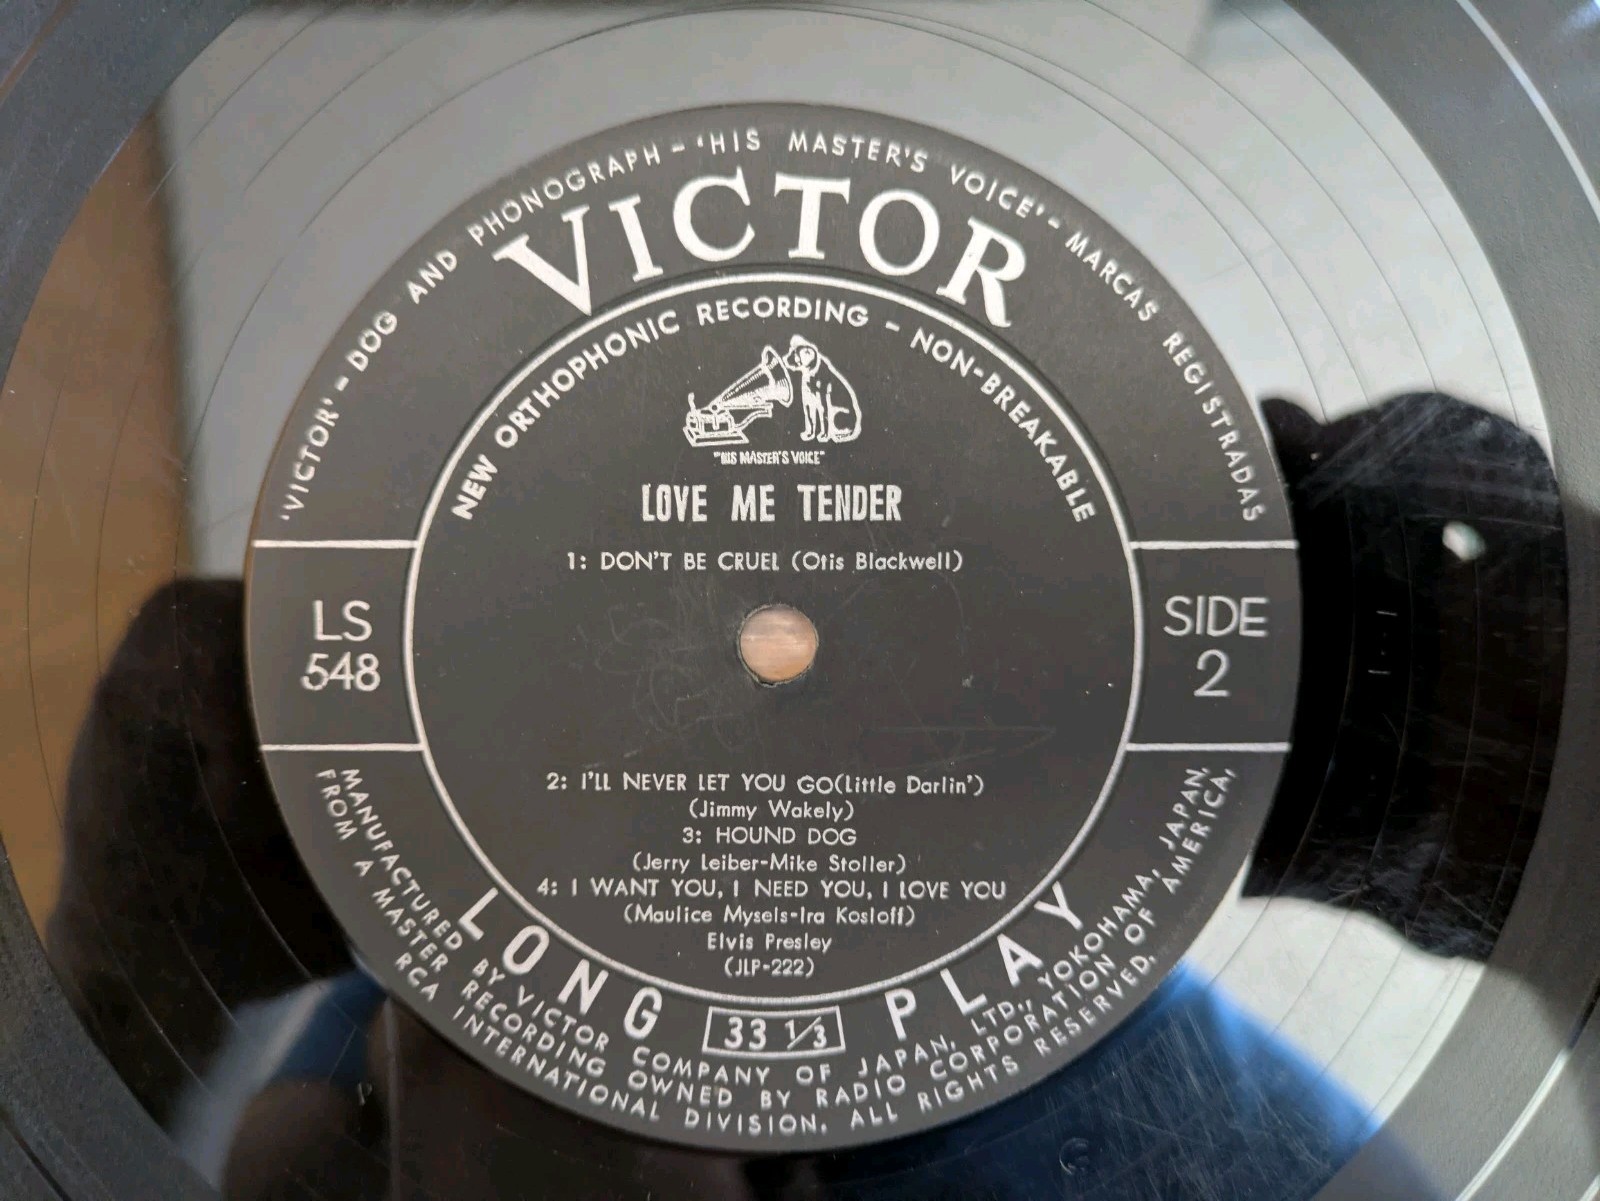 'VICTOR' - DOG AND PHONOGRAPH - 'HIS MASTER'S VOICE' - MARCAS REGISTRADAS
VICTOR
NEW ORTHOPHONIC RECORDING - NON-BREAKABLE
"HIS MASTER'S VOICE"
LOVE ME TENDER
1: DON'T BE CRUEL (Otis Blackwell)
LS
548
SIDE
2
2: I'LL NEVER LET YOU GO(Little Darlin')
(Jimmy Wakely)
3: HOUND DOG
(Jerry Leiber-Mike Stoller)
4: I WANT YOU, I NEED YOU, I LOVE YOU
(Maulice Mysels-Ira Kosloff)
Elvis Presley
(JLP-222)
LONG 33 1/3 PLAY
MANUFACTURED BY VICTOR COMPANY OF JAPAN, LTD., YOKOHAMA, JAPAN,
FROM A MASTER RECORDING OWNED BY RADIO CORPORATION OF AMERICA,
RCA INTERNATIONAL DIVISION. ALL RIGHTS RESERVED.